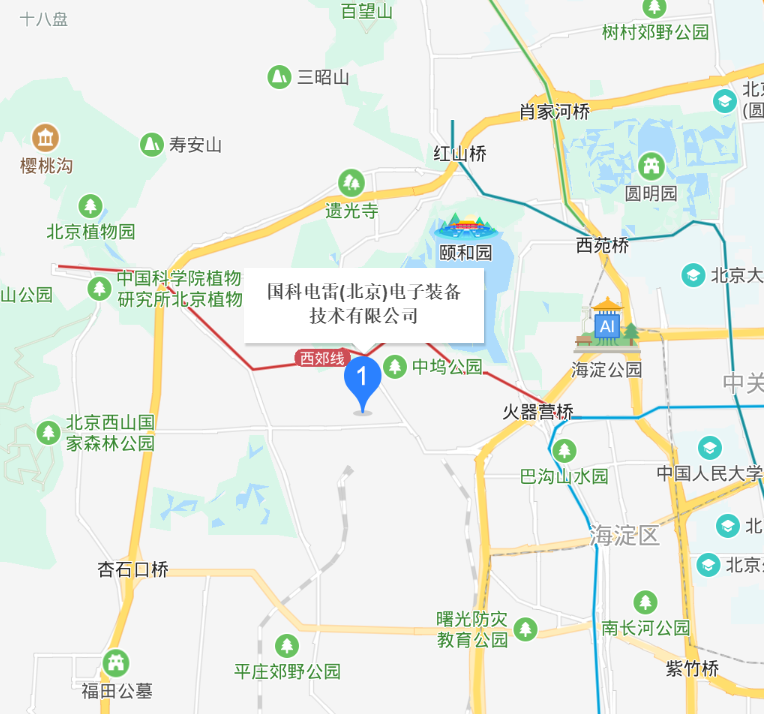 十八盘
百望山
树村郊野公园
三昭山
肖家河桥
北京
(圆
红山桥
寿安山
樱桃沟
圆明园
遗光寺
北京植物园
颐和园
西苑桥
中国科学院植物
研究所北京植物
山公园
北京大
国科电雷(北京)电子装备
技术有限公司
AI
西郊线
1
中坞公园
海淀公园
中关
火器营桥
北京西山国
家森林公园
巴沟山水园
中国人民大学
海淀区
北
杏石口桥
北京
曙光防灾
教育公园
南长河公园
平庄郊野公园
紫竹桥
福田公墓